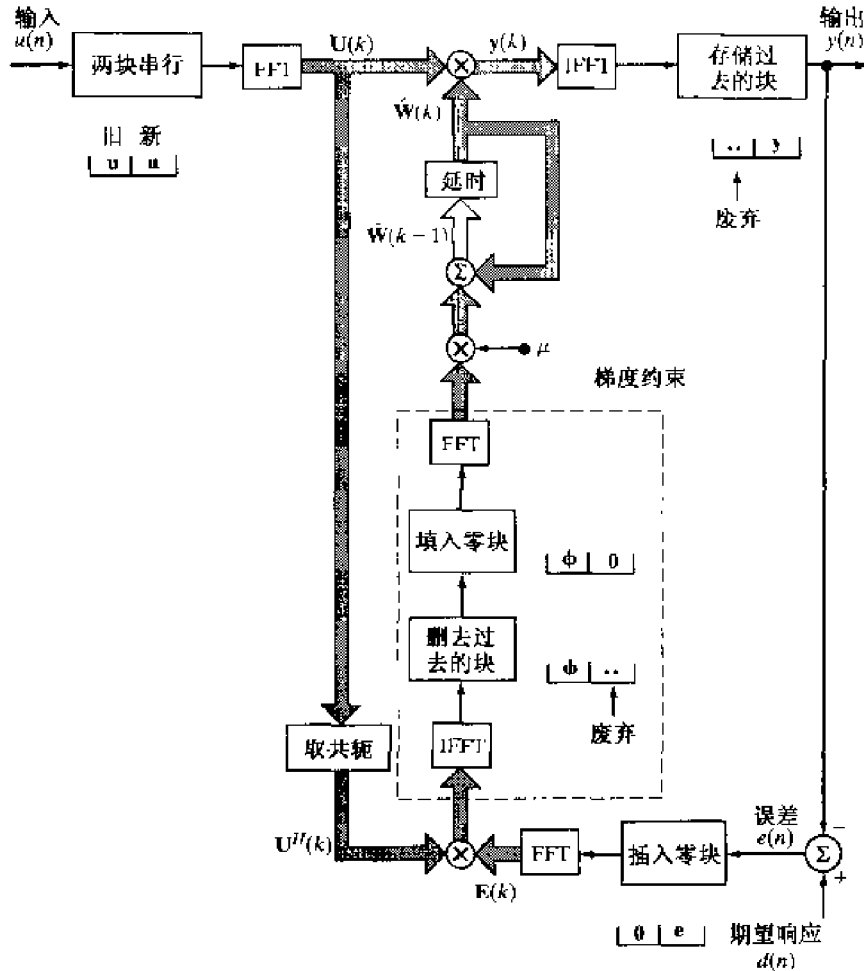 输入
u(n)
两块串行
FFT
U(k)
y(k)
IFFT
存储过
去的块
输出
y(n)
旧 新
u u
Ŵ(k)
延时
.. y
废弃
Ŵ(k－1)
Σ
μ
梯度约束
FFT
填入零块
ϕ 0
删去过
去的块
ϕ ..
废弃
IFFT
取共轭
U^H(k)
E(k)
FFT
插入零块
误差
e(n)
−
Σ
+
0 e
期望响应
d(n)